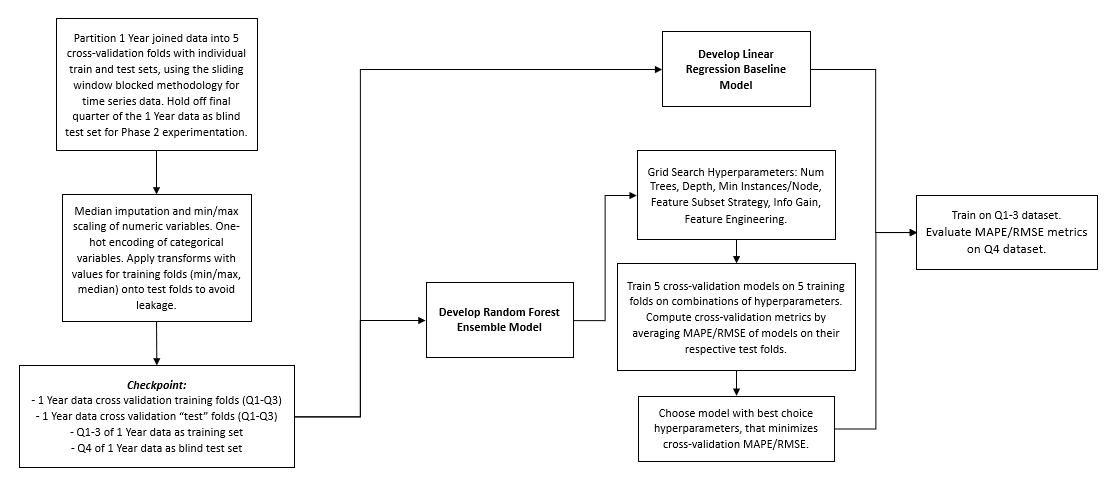 Partition 1 Year joined data into 5
cross-validation folds with individual
train and test sets, using the sliding
window blocked methodology for
time series data. Hold off final
quarter of the 1 Year data as blind
test set for Phase 2 experimentation.
Median imputation and min/max
scaling of numeric variables. One-
hot encoding of categorical
variables. Apply transforms with
values for training folds (min/max,
median) onto test folds to avoid
leakage.
Checkpoint:
- 1 Year data cross validation training folds (Q1-Q3)
- 1 Year data cross validation “test” folds (Q1-Q3)
- Q1-3 of 1 Year data as training set
- Q4 of 1 Year data as blind test set
Develop Linear
Regression Baseline
Model
Develop Random Forest
Ensemble Model
Grid Search Hyperparameters: Num
Trees, Depth, Min Instances/Node,
Feature Subset Strategy, Info Gain,
Feature Engineering.
Train 5 cross-validation models on 5 training
folds on combinations of hyperparameters.
Compute cross-validation metrics by
averaging MAPE/RMSE of models on their
respective test folds.
Choose model with best choice
hyperparameters, that minimizes
cross-validation MAPE/RMSE.
Train on Q1-3 dataset.
Evaluate MAPE/RMSE metrics
on Q4 dataset.